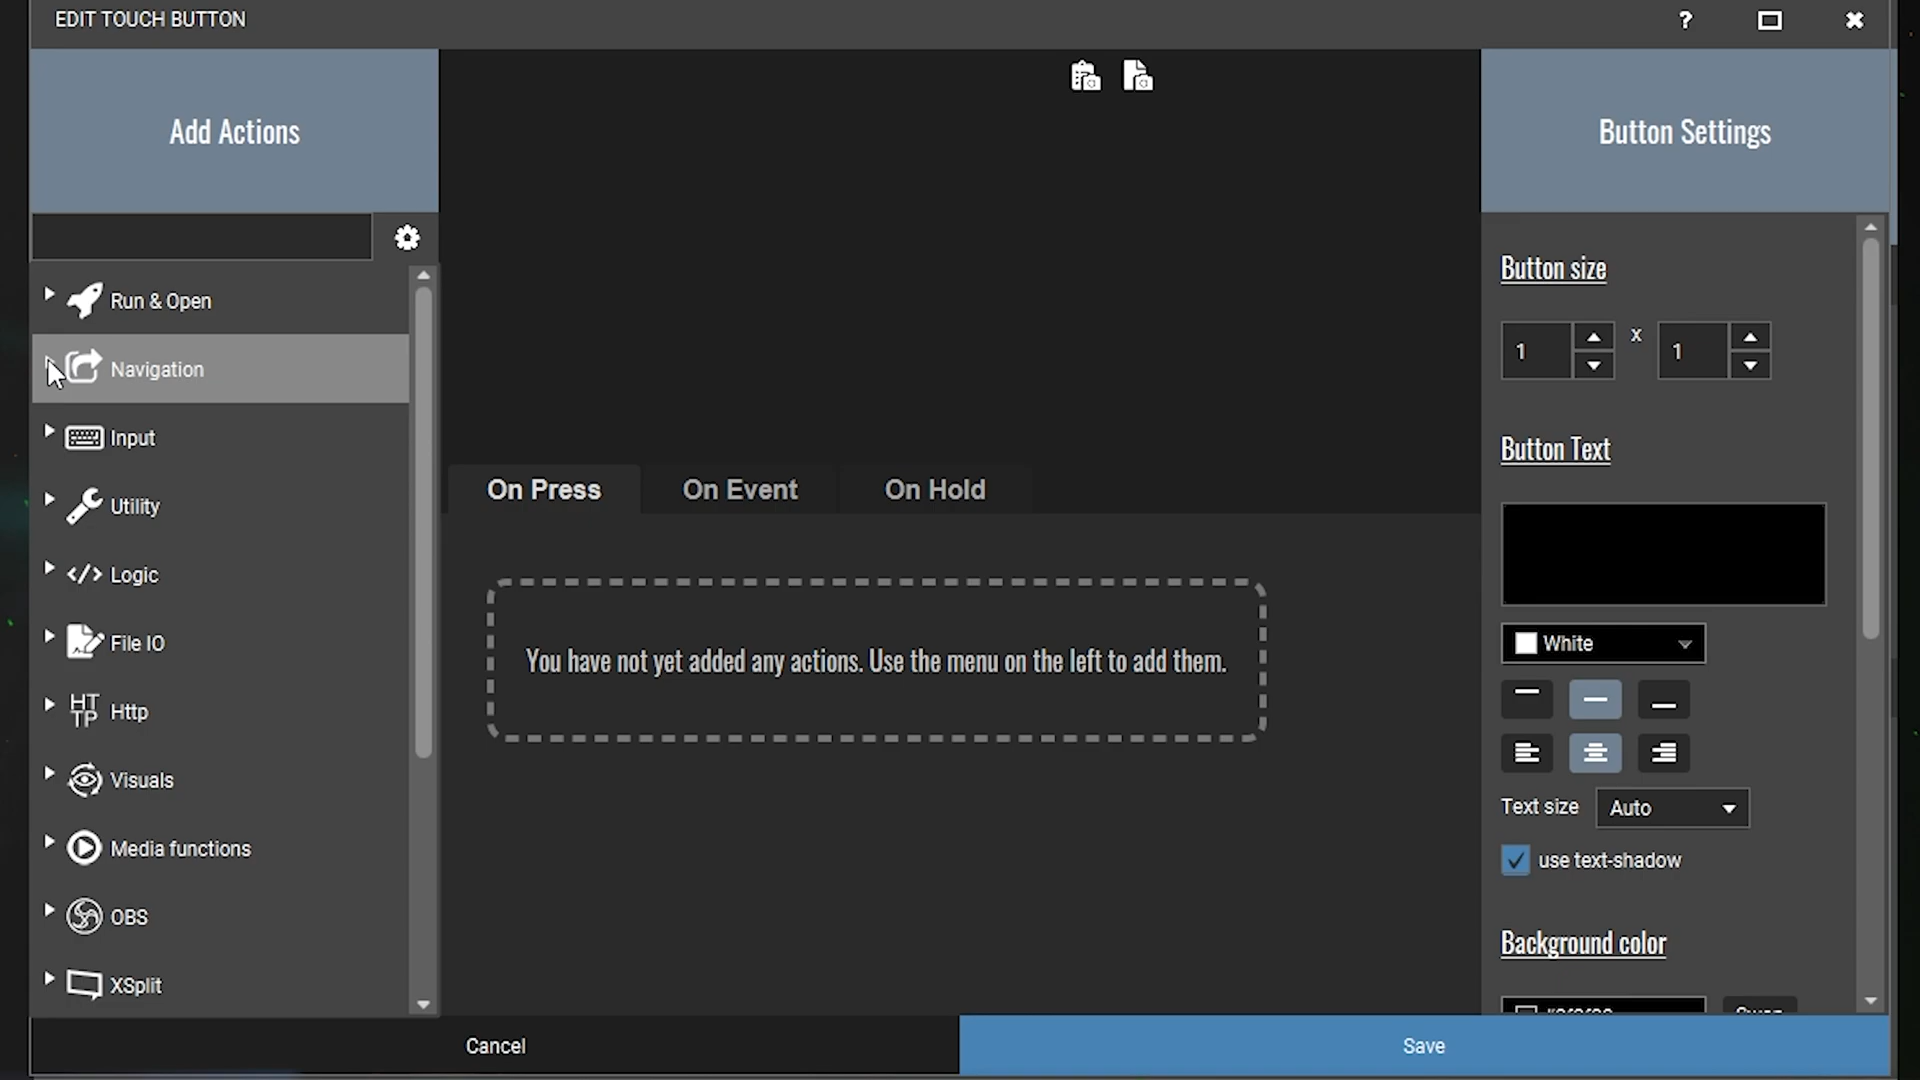 EDIT TOUCH BUTTON
?
Add Actions
Button Settings
Run & Open
Navigation
Input
Utility
Logic
File IO
HTTP Http
Visuals
Media functions
OBS
XSplit
On Press
On Event
On Hold
You have not yet added any actions. Use the menu on the left to add them.
Button size
1 x 1
Button Text
White
Text size Auto
use text-shadow
Background color
Cancel
Save